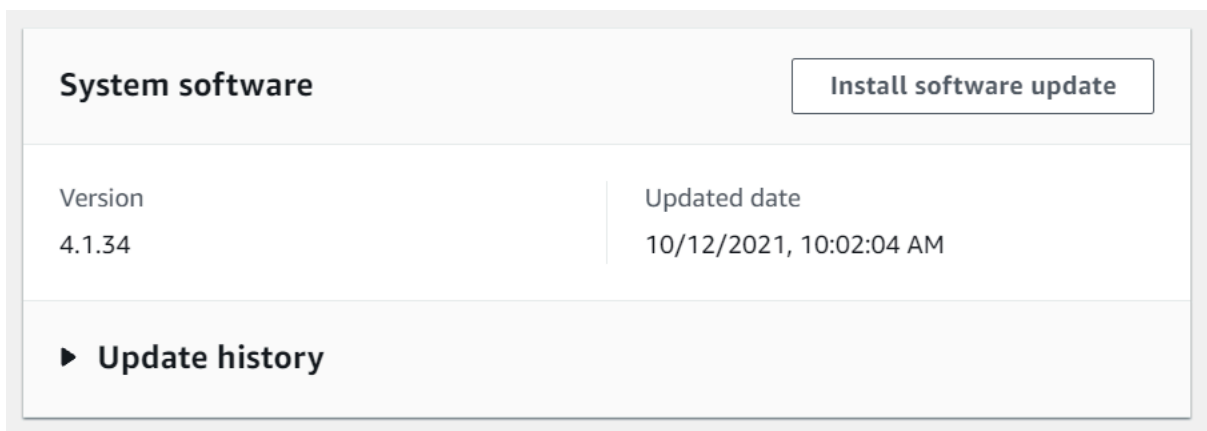 System software
Install software update
Version
Updated date
4.1.34
10/12/2021, 10:02:04 AM
Update history